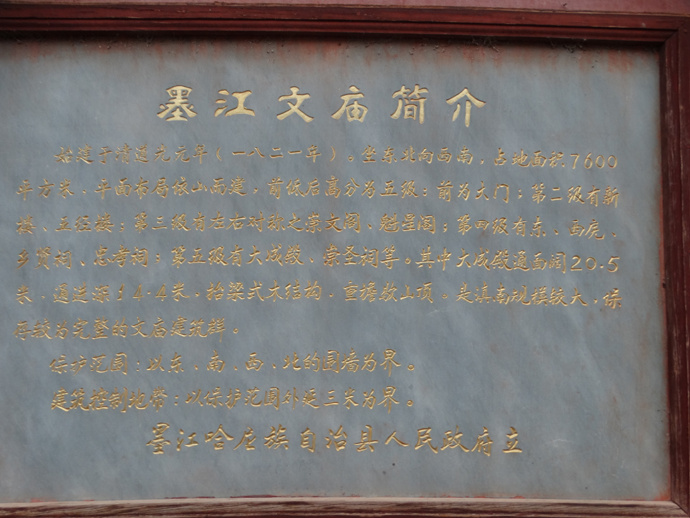 墨江文庙简介
始建于清道光元年(一八二一年)。坐东北向西南,占地面积7600
平方米,平面布局依山而建,前低后高分为五级:前为大门;第二级有新
楼、王征楼;第三级有左右对称之崇文阁、魁星阁;第四级有东、西庑、
乡贤祠、忠孝祠;第五级有大成殿、崇圣祠等。其中大成殿通面阔20.5
米,通进深14.4米,抬梁式木结构,重檐歇山顶。是滇南规模较大,保
存较为完整的文庙建筑群。
保护范围:以东、南、西、北的围墙为界。
建筑控制地带:以保护范围外延三米为界。
墨江哈尼族自治县人民政府立